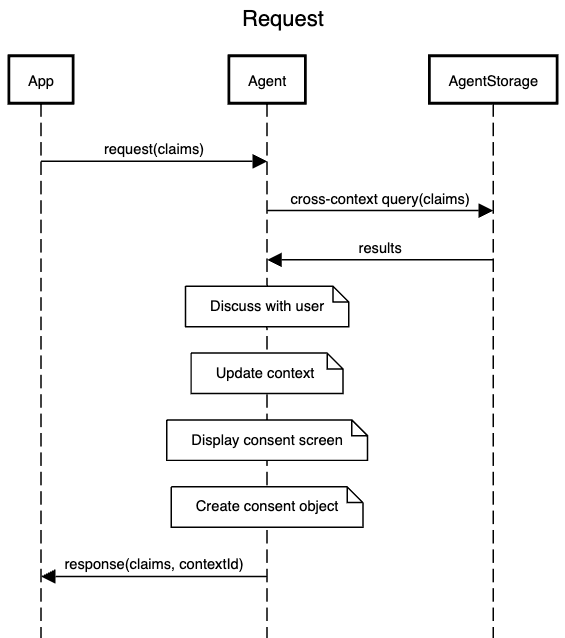 Request
App
Agent
AgentStorage
request(claims)
cross-context query(claims)
results
Discuss with user
Update context
Display consent screen
Create consent object
response(claims, contextId)